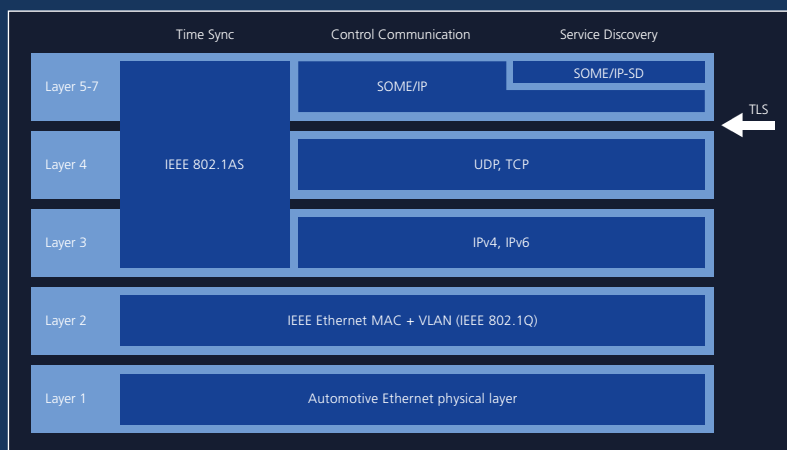 Time Sync
Control Communication
Service Discovery
Layer 5-7
SOME/IP
SOME/IP-SD
TLS
Layer 4
IEEE 802.1AS
UDP, TCP
Layer 3
IPv4, IPv6
Layer 2
IEEE Ethernet MAC + VLAN (IEEE 802.1Q)
Layer 1
Automotive Ethernet physical layer